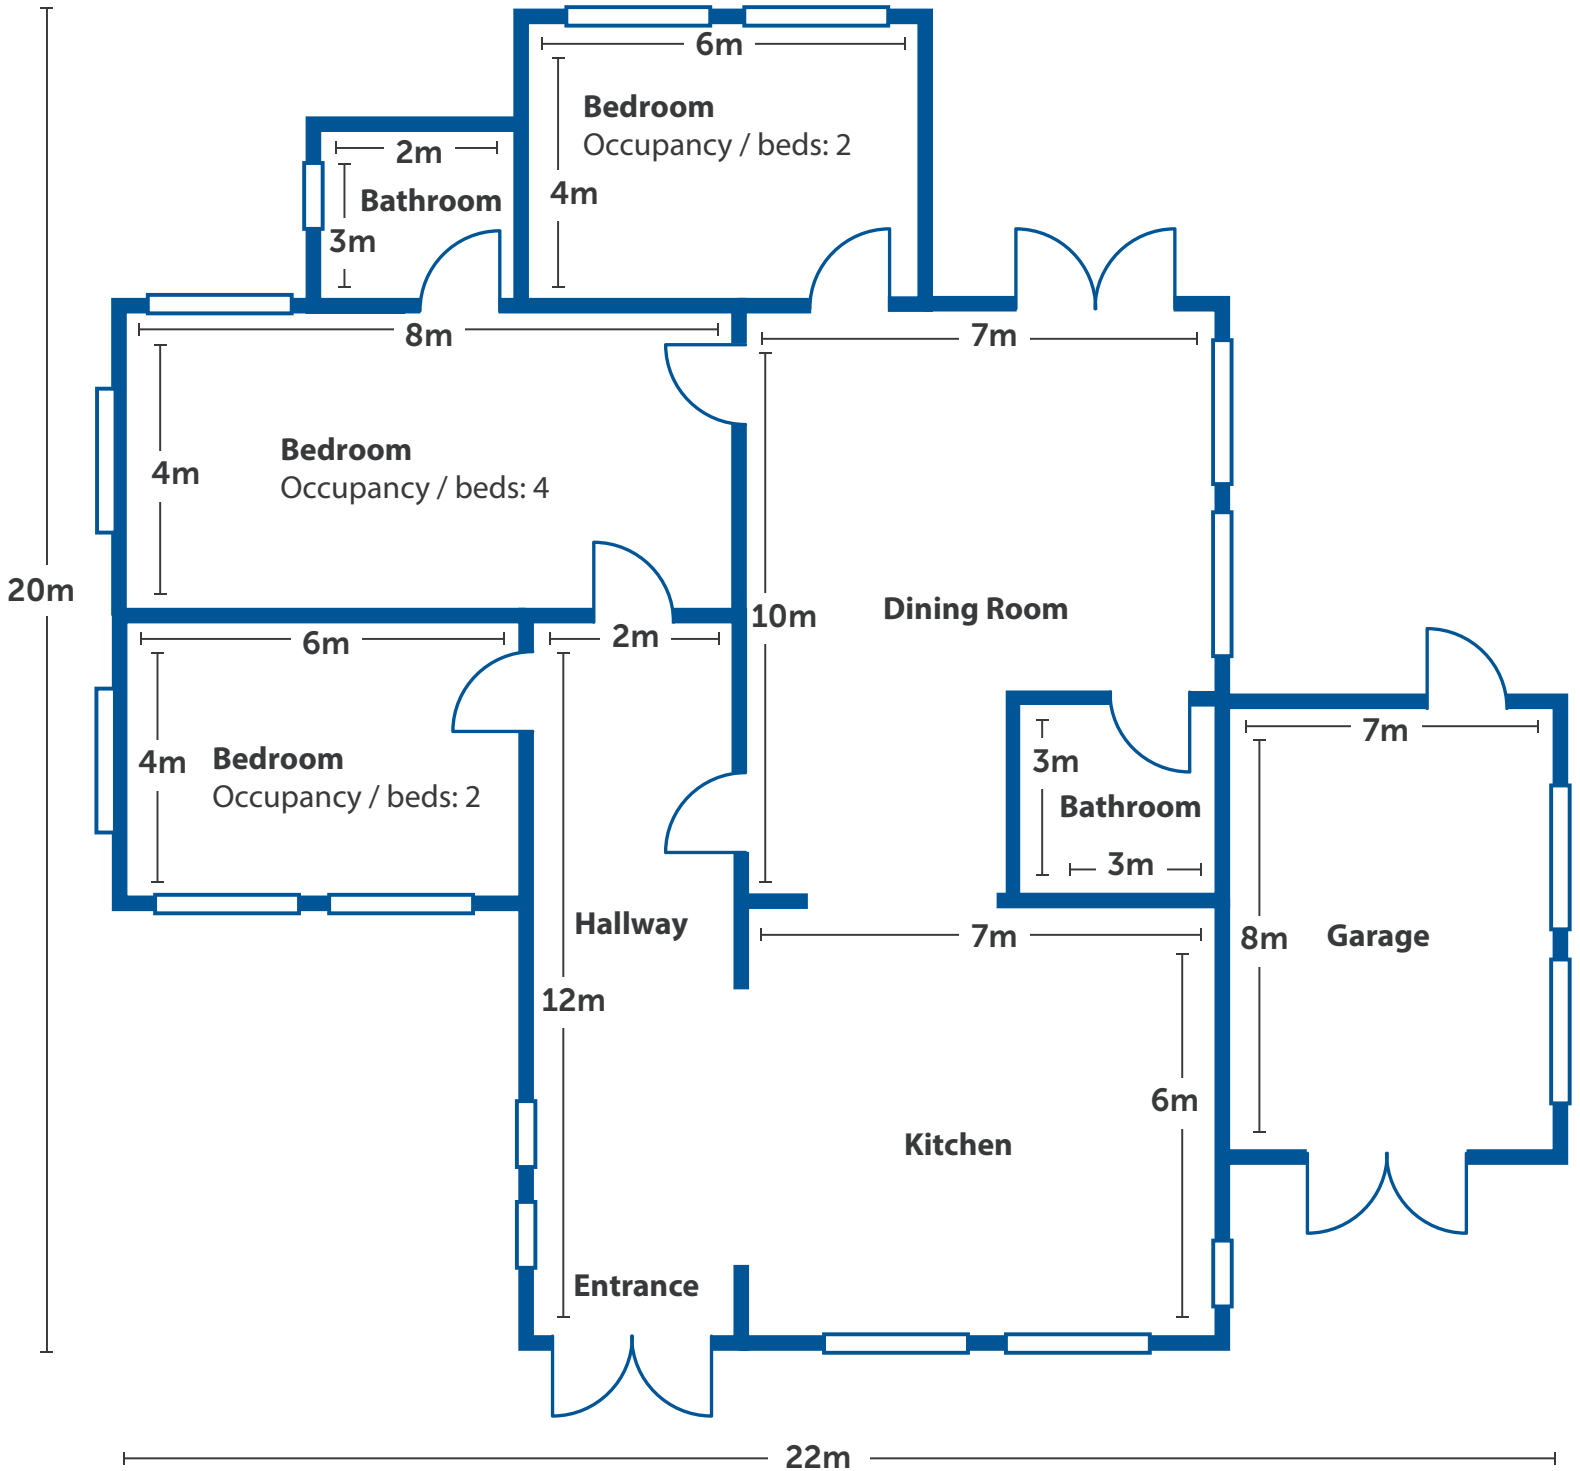 6m
Bedroom
Occupancy / beds: 2
4m
2m
Bathroom
3m
8m
4m
Bedroom
Occupancy / beds: 4
7m
10m
Dining Room
20m
6m
4m
Bedroom
Occupancy / beds: 2
2m
Hallway
12m
Entrance
3m
Bathroom
3m
7m
8m
Garage
7m
6m
Kitchen
22m